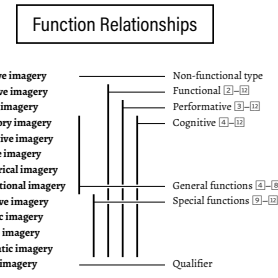 Function Relationships
ve imagery
Non-functional type
ve imagery
Functional 2–12
imagery
Performative 3–12
ory imagery
Cognitive 4–12
ive imagery
e imagery
rical imagery
tional imagery
General functions 4–8
ve imagery
Special functions 9–12
c imagery
imagery
atic imagery
imagery
Qualifier